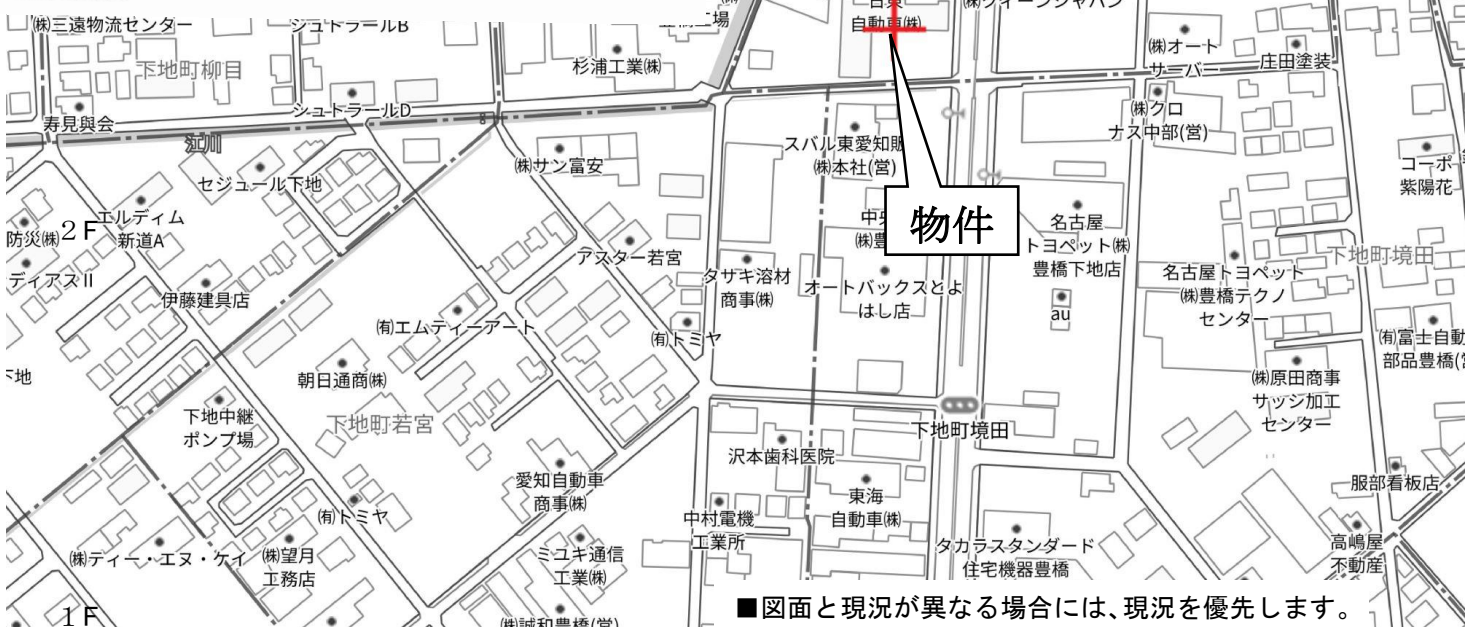 ㈱三遠物流センター
シュトラールB
自動車㈱
杉浦工業㈱
下地町柳目
㈱オート
サーバ
庄田塗装
シュトラールD
寿見與会
江川
㈱クロ
ナス中部(営)
スバル東愛知販
㈱本社(営)
㈱サン富安
セジュール下地
コーポ
紫陽花
エルディム
新道A
2F
防災㈱
物件
名古屋
トヨペット㈱
豊橋下地店
アスター若宮
下地町境田
ディアスⅡ
伊藤建具店
タザキ溶材
商事㈱
オートバックスとよ
はし店
名古屋トヨペット
㈱豊橋テクノ
センター
au
㈲エムティーアート
㈲トミヤ
㈲富士自動
部品豊橋(営
朝日通商㈱
㈱原田商事
サッシ加工
センター
下地中継
ポンプ場
下地町若宮
下地町境田
沢本歯科医院
愛知自動車
商事㈱
東海
自動車㈱
服部看板店
㈲トミヤ
中村電機
工業所
㈱ティー・エヌ・ケイ
㈱望月
工務店
ミユキ通信
工業㈱
タカラスタンダード
住宅機器豊橋
高嶋屋
不動産
1F
㈱誠和豊橋(営)
■図面と現況が異なる場合には、現況を優先します。